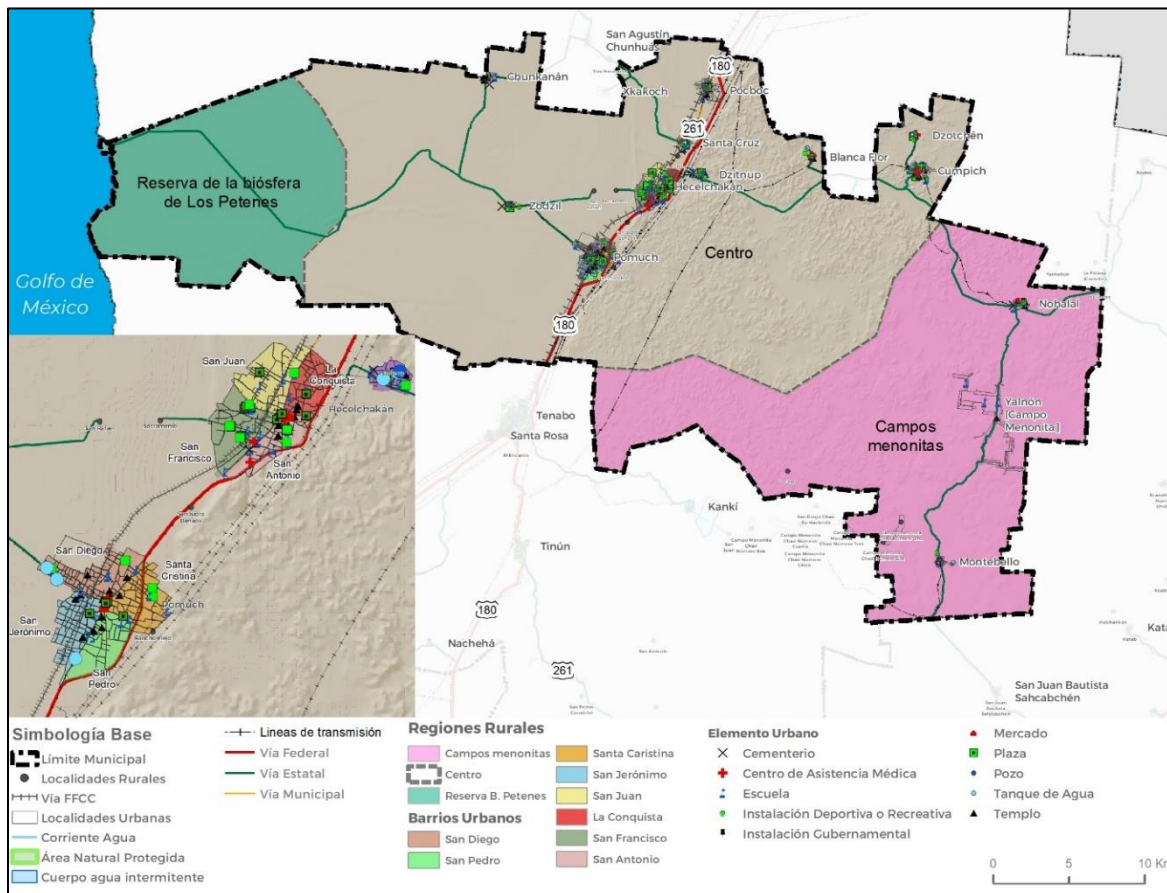 San Agustín
Chunhuas
180
Chunkanán
Xkakoch
Pocboc
261
Santa Cruz
Dzotchén
Blanca Flor
Cumpich
Dzitnup
Hecelchakán
Reserva de la biósfera
de Los Petenes
Zodzil
Centro
Pomuch
Golfo de
México
Nohalal
180
Campos
menonitas
Yalnón
[Campo
Menonita]
Tenabo
Santa Rosa
Kankí
Tinún
Montebello
180
Nachehá
261
San Juan Bautista
Sahcabchén
San Juan
La
Conquista
Hecelchakán
San
Francisco
San
Antonio
San Diego
Santa
Cristina
Pomuch
San
Jerónimo
San
Pedro
Simbología Base
Límite Municipal
Localidades Rurales
Vía FFCC
Localidades Urbanas
Corriente Agua
Área Natural Protegida
Cuerpo agua intermitente
Lineas de transmisión
Vía Federal
Vía Estatal
Vía Municipal
Regiones Rurales
Campos menonitas
Centro
Reserva B. Petenes
Barrios Urbanos
San Diego
San Pedro
Santa Caristina
San Jerónimo
San Juan
La Conquista
San Francisco
San Antonio
Elemento Urbano
Cementerio
Centro de Asistencia Médica
Escuela
Instalación Deportiva o Recreativa
Instalación Gubernamental
Mercado
Plaza
Pozo
Tanque de Agua
Templo
0 5 10 Km